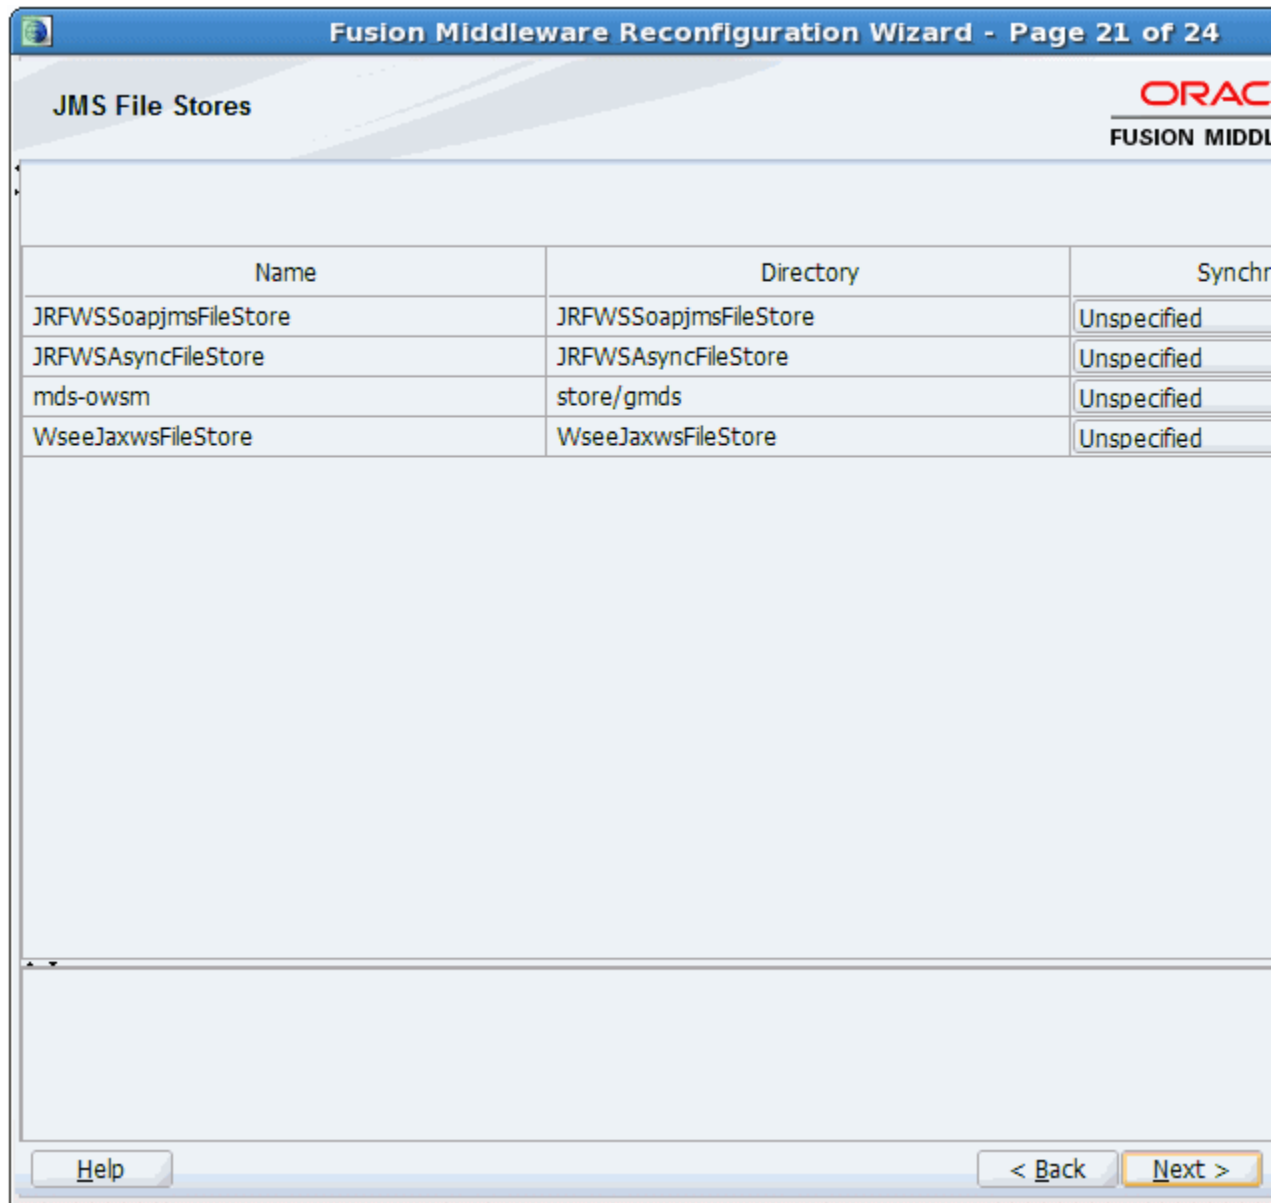 Fusion Middleware Reconfiguration Wizard - Page 21 of 24
JMS File Stores
ORAC
FUSION MIDDL
Name Directory Synchr
JRFWSSoapjmsFileStore JRFWSSoapjmsFileStore Unspecified
JRFWSAsyncFileStore JRFWSAsyncFileStore Unspecified
mds-owsm store/gmds Unspecified
WseeJaxwsFileStore WseeJaxwsFileStore Unspecified
Help < Back Next >